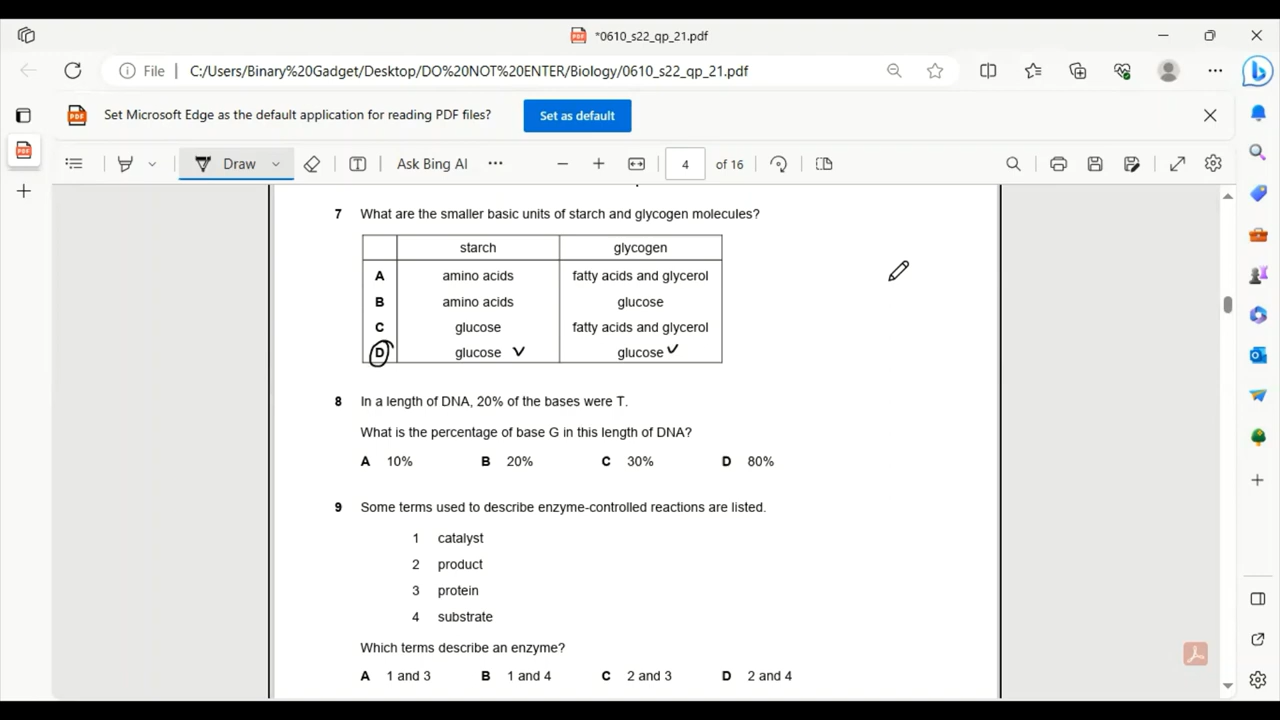 *0610_s22_qp_21.pdf
File C:/Users/Binary%20Gadget/Desktop/DO%20NOT%20ENTER/Biology/0610_s22_qp_21.pdf
Set Microsoft Edge as the default application for reading PDF files? Set as default
Draw Ask Bing AI 4 of 16
7 What are the smaller basic units of starch and glycogen molecules?
starch glycogen
A amino acids fatty acids and glycerol
B amino acids glucose
C glucose fatty acids and glycerol
D glucose glucose
8 In a length of DNA, 20% of the bases were T.
What is the percentage of base G in this length of DNA?
A 10% B 20% C 30% D 80%
9 Some terms used to describe enzyme-controlled reactions are listed.
1 catalyst
2 product
3 protein
4 substrate
Which terms describe an enzyme?
A 1 and 3 B 1 and 4 C 2 and 3 D 2 and 4